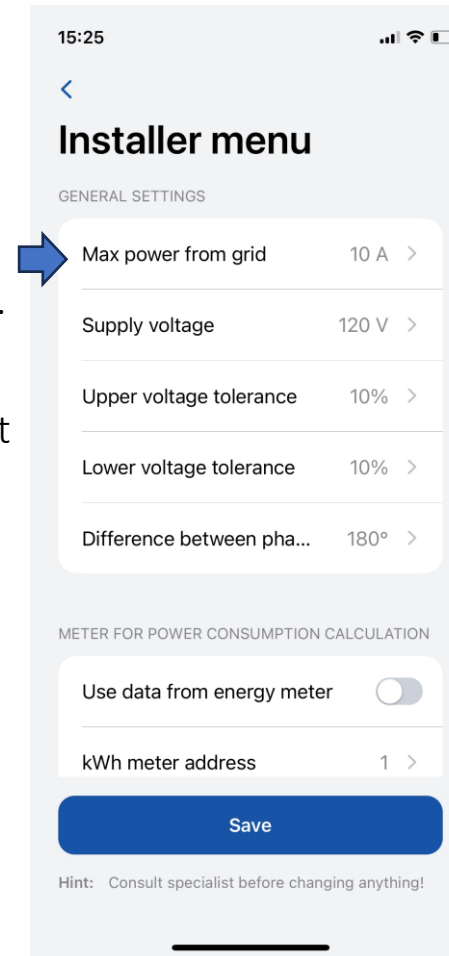 15:25
Installer menu
GENERAL SETTINGS
Max power from grid 10 A
.
Supply voltage 120 V
Upper voltage tolerance 10%
t
Lower voltage tolerance 10%
Difference between pha... 180°
METER FOR POWER CONSUMPTION CALCULATION
Use data from energy meter
kWh meter address 1
Save
Hint: Consult specialist before changing anything!